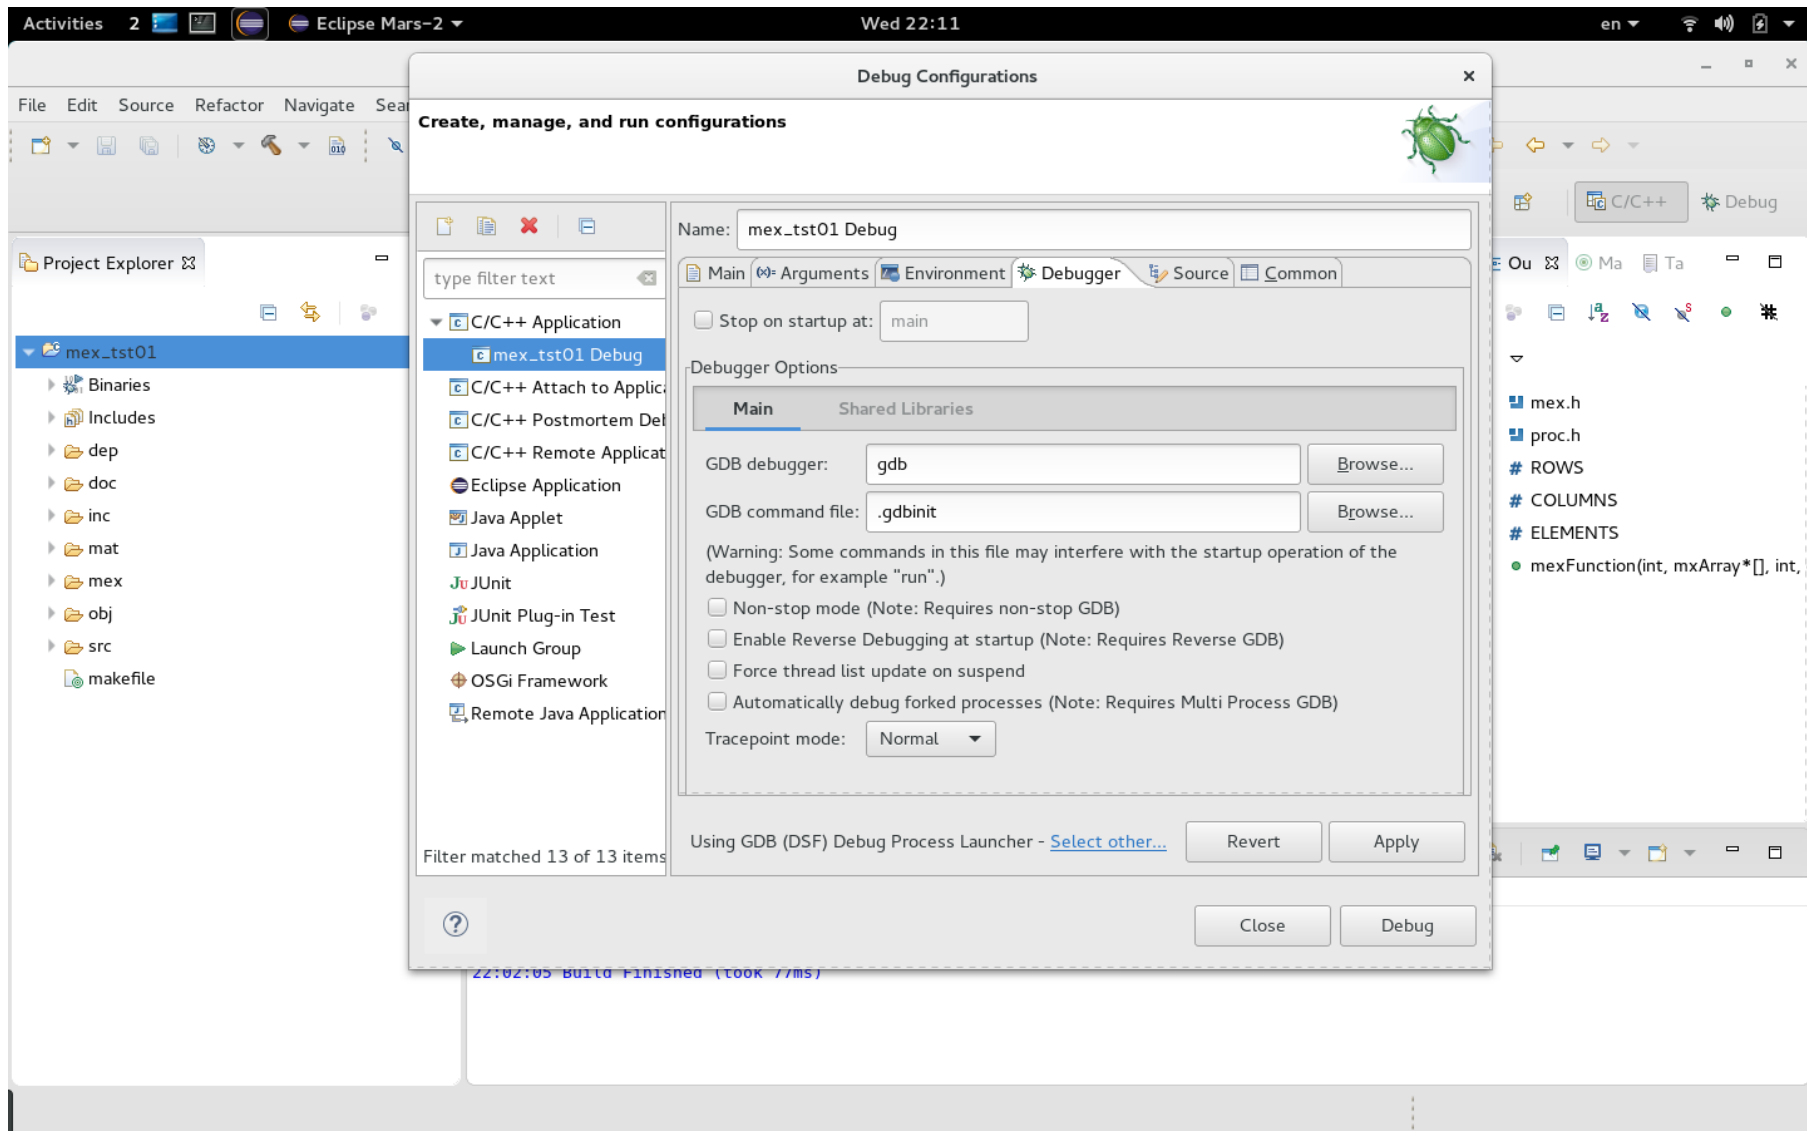 Activities 2 Eclipse Mars-2 Wed 22:11 en
Debug Configurations
File Edit Source Refactor Navigate
Create, manage, and run configurations
C/C++ Debug
Name: mex_tst01 Debug
Project Explorer
type filter text
Main (x)= Arguments Environment Debugger Source Common
Ou Ma Ta
Stop on startup at: main
mex_tst01
Binaries
Includes
dep
doc
inc
mat
mex
obj
src
makefile
C/C++ Application
mex_tst01 Debug
C/C++ Attach to Applic
C/C++ Postmortem Del
C/C++ Remote Applicat
Eclipse Application
Java Applet
Java Application
JUnit
JUnit Plug-in Test
Launch Group
OSGi Framework
Remote Java Application
Filter matched 13 of 13 items
Debugger Options
Main Shared Libraries
GDB debugger: gdb Browse...
GDB command file: .gdbinit Browse...
(Warning: Some commands in this file may interfere with the startup operation of the
debugger, for example "run".)
Non-stop mode (Note: Requires non-stop GDB)
Enable Reverse Debugging at startup (Note: Requires Reverse GDB)
Force thread list update on suspend
Automatically debug forked processes (Note: Requires Multi Process GDB)
Tracepoint mode: Normal
Using GDB (DSF) Debug Process Launcher - Select other... Revert Apply
Close Debug
mex.h
proc.h
# ROWS
# COLUMNS
# ELEMENTS
mexFunction(int, mxArray*[], int,
22:02:05 Build Finished (took 77ms)